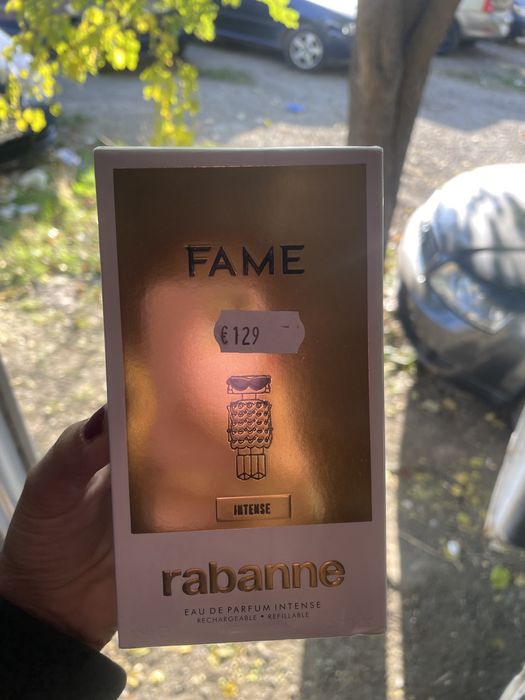 FAME
€129 -
INTENSE
rabanne
EAU DE PARFUM INTENSE
RECHARGEABLE • REFILLABLE